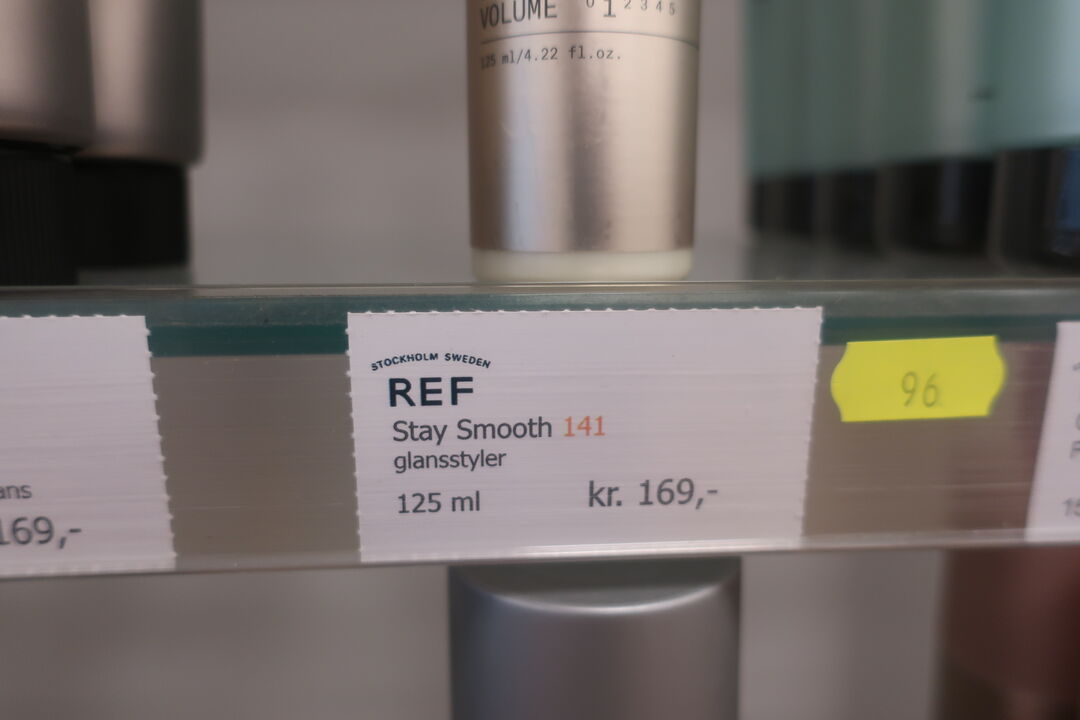 VOLUME 0 1 2 3 4 5
125 ml/4.22 fl.oz.
STOCKHOLM SWEDEN
REF
Stay Smooth 141
glansstyler
125 ml kr. 169,-
96
169,-